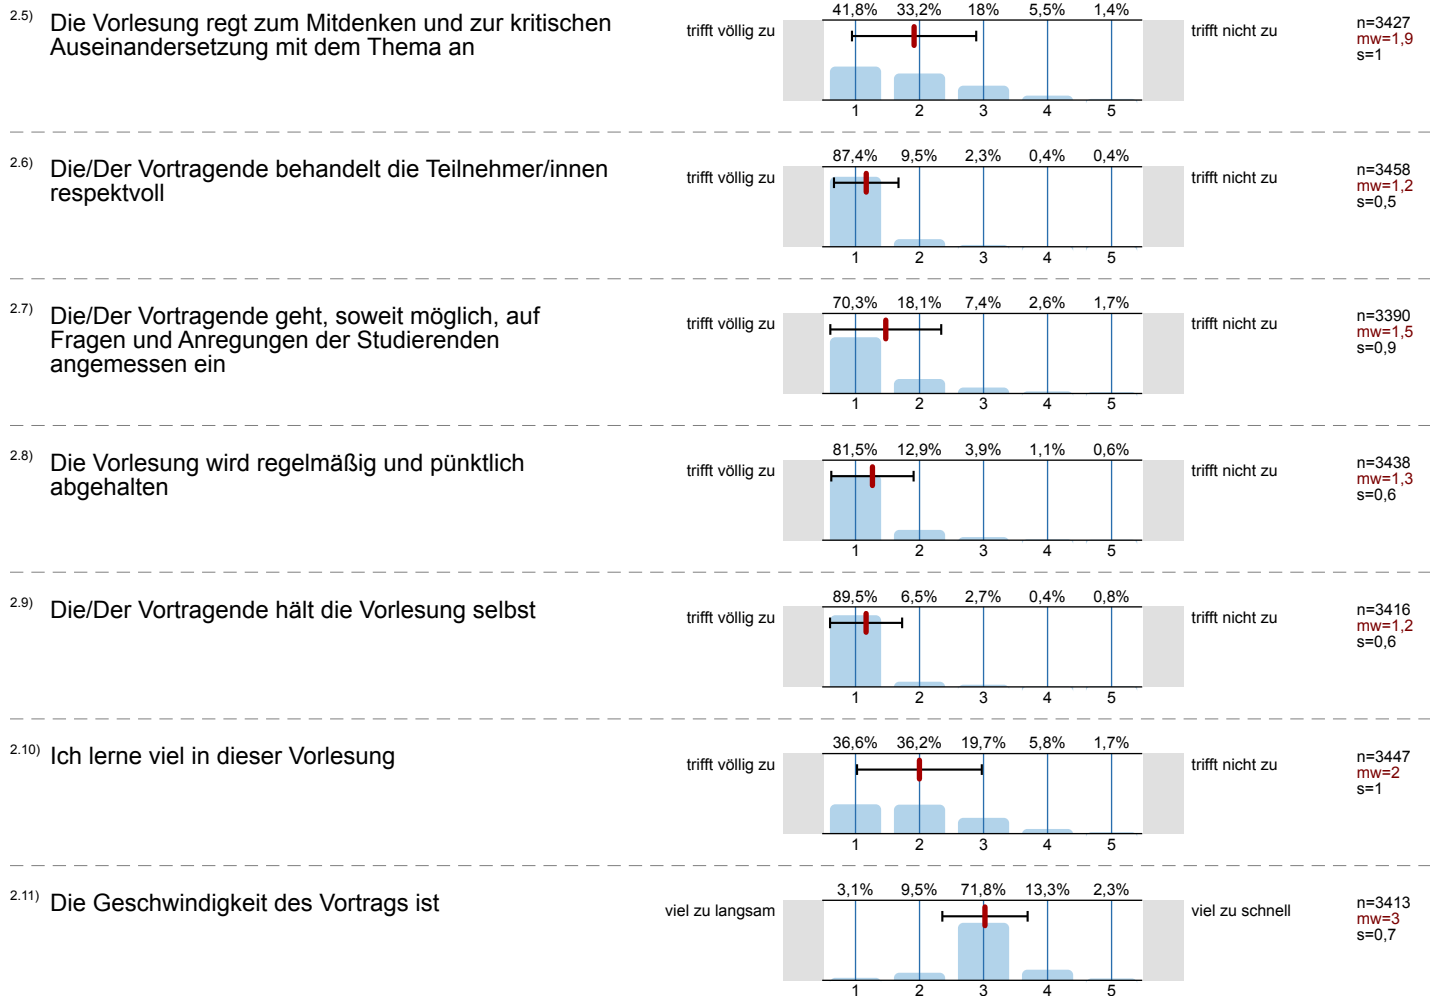 2.5) Die Vorlesung regt zum Mitdenken und zur kritischen
Auseinandersetzung mit dem Thema an
trifft völlig zu
41,8% 33,2% 18% 5,5% 1,4%
1 2 3 4 5
trifft nicht zu
n=3427
mw=1,9
s=1
2.6) Die/Der Vortragende behandelt die Teilnehmer/innen
respektvoll
trifft völlig zu
87,4% 9,5% 2,3% 0,4% 0,4%
1 2 3 4 5
trifft nicht zu
n=3458
mw=1,2
s=0,5
2.7) Die/Der Vortragende geht, soweit möglich, auf
Fragen und Anregungen der Studierenden
angemessen ein
trifft völlig zu
70,3% 18,1% 7,4% 2,6% 1,7%
1 2 3 4 5
trifft nicht zu
n=3390
mw=1,5
s=0,9
2.8) Die Vorlesung wird regelmäßig und pünktlich
abgehalten
trifft völlig zu
81,5% 12,9% 3,9% 1,1% 0,6%
1 2 3 4 5
trifft nicht zu
n=3438
mw=1,3
s=0,6
2.9) Die/Der Vortragende hält die Vorlesung selbst
trifft völlig zu
89,5% 6,5% 2,7% 0,4% 0,8%
1 2 3 4 5
trifft nicht zu
n=3416
mw=1,2
s=0,6
2.10) Ich lerne viel in dieser Vorlesung
trifft völlig zu
36,6% 36,2% 19,7% 5,8% 1,7%
1 2 3 4 5
trifft nicht zu
n=3447
mw=2
s=1
2.11) Die Geschwindigkeit des Vortrags ist
viel zu langsam
3,1% 9,5% 71,8% 13,3% 2,3%
1 2 3 4 5
viel zu schnell
n=3413
mw=3
s=0,7